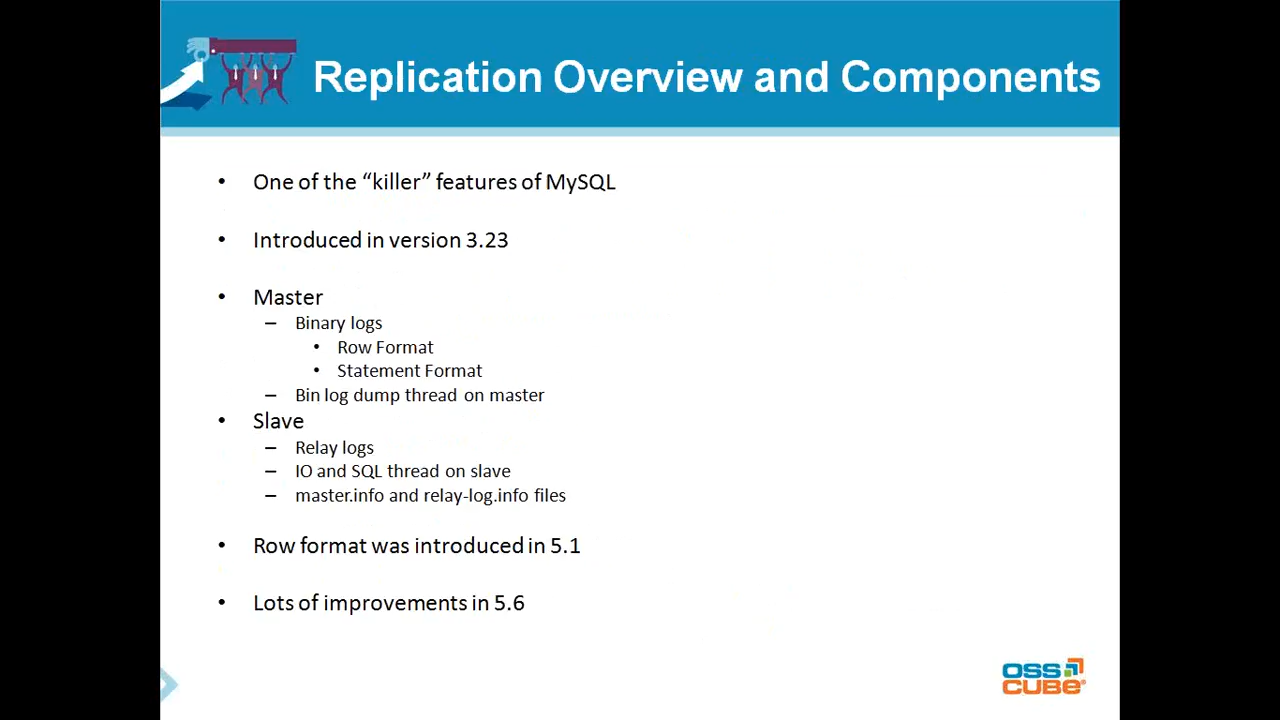 Replication Overview and Components
• One of the “killer” features of MySQL
• Introduced in version 3.23
• Master
– Binary logs
• Row Format
• Statement Format
– Bin log dump thread on master
• Slave
– Relay logs
– IO and SQL thread on slave
– master.info and relay-log.info files
• Row format was introduced in 5.1
• Lots of improvements in 5.6
OSS
CUBE®